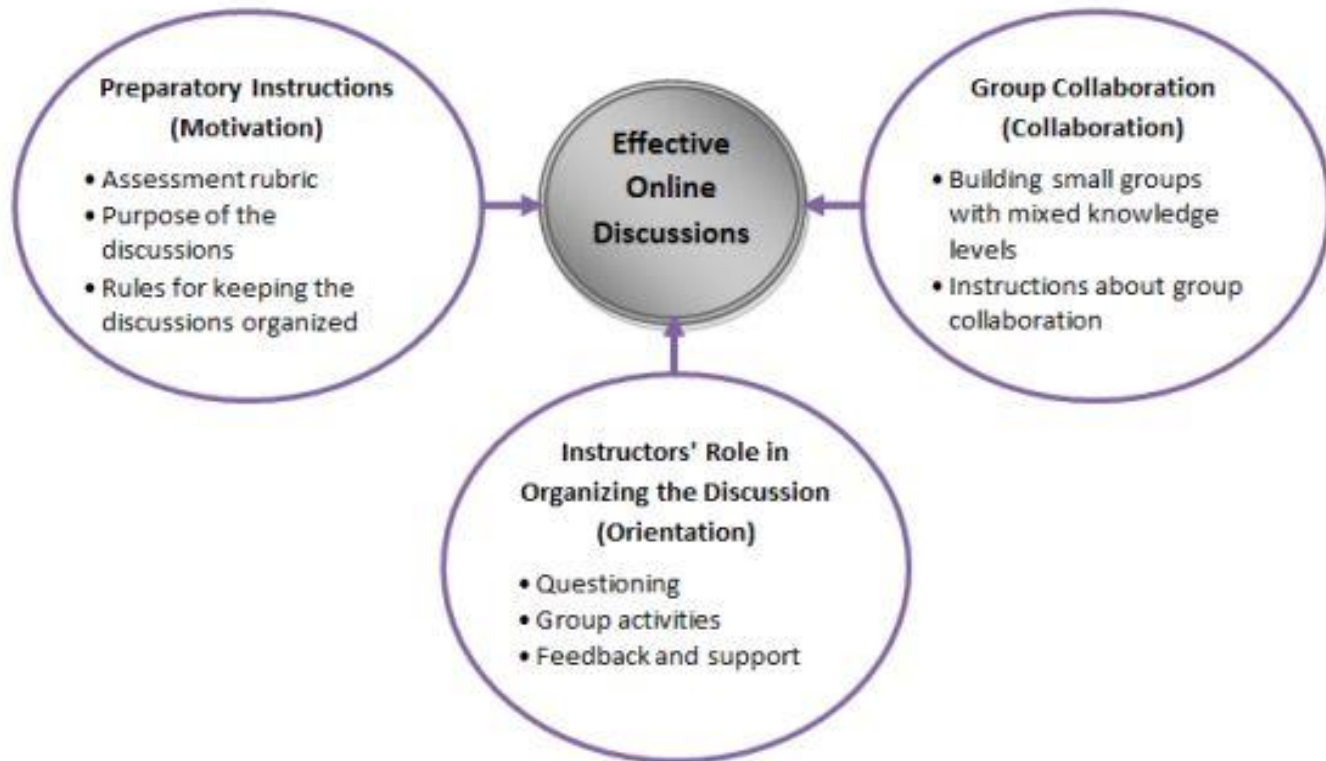 Preparatory Instructions
(Motivation)
• Assessment rubric
• Purpose of the
discussions
• Rules for keeping the
discussions organized
Effective
Online
Discussions
Group Collaboration
(Collaboration)
• Building small groups
with mixed knowledge
levels
• Instructions about group
collaboration
Instructors' Role in
Organizing the Discussion
(Orientation)
• Questioning
• Group activities
• Feedback and support